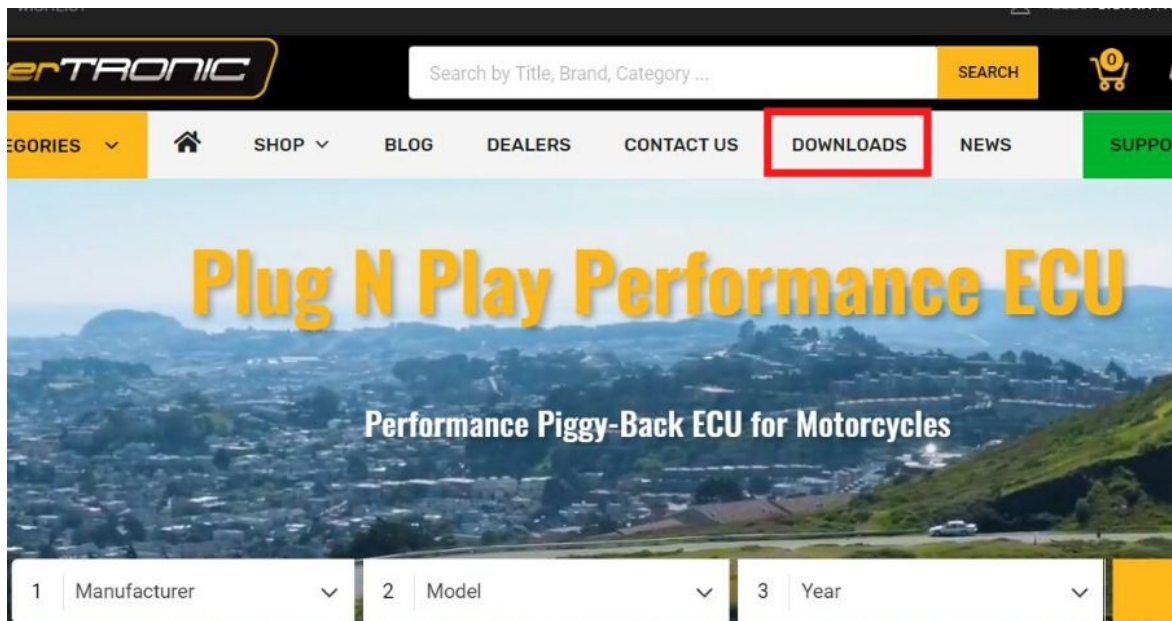 WISHLIST
erTRONIC
Search by Title, Brand, Category ...
SEARCH
0
EGORIES
SHOP
BLOG
DEALERS
CONTACT US
DOWNLOADS
NEWS
SUPPO
Plug N Play Performance ECU
Performance Piggy-Back ECU for Motorcycles
1 Manufacturer
2 Model
3 Year